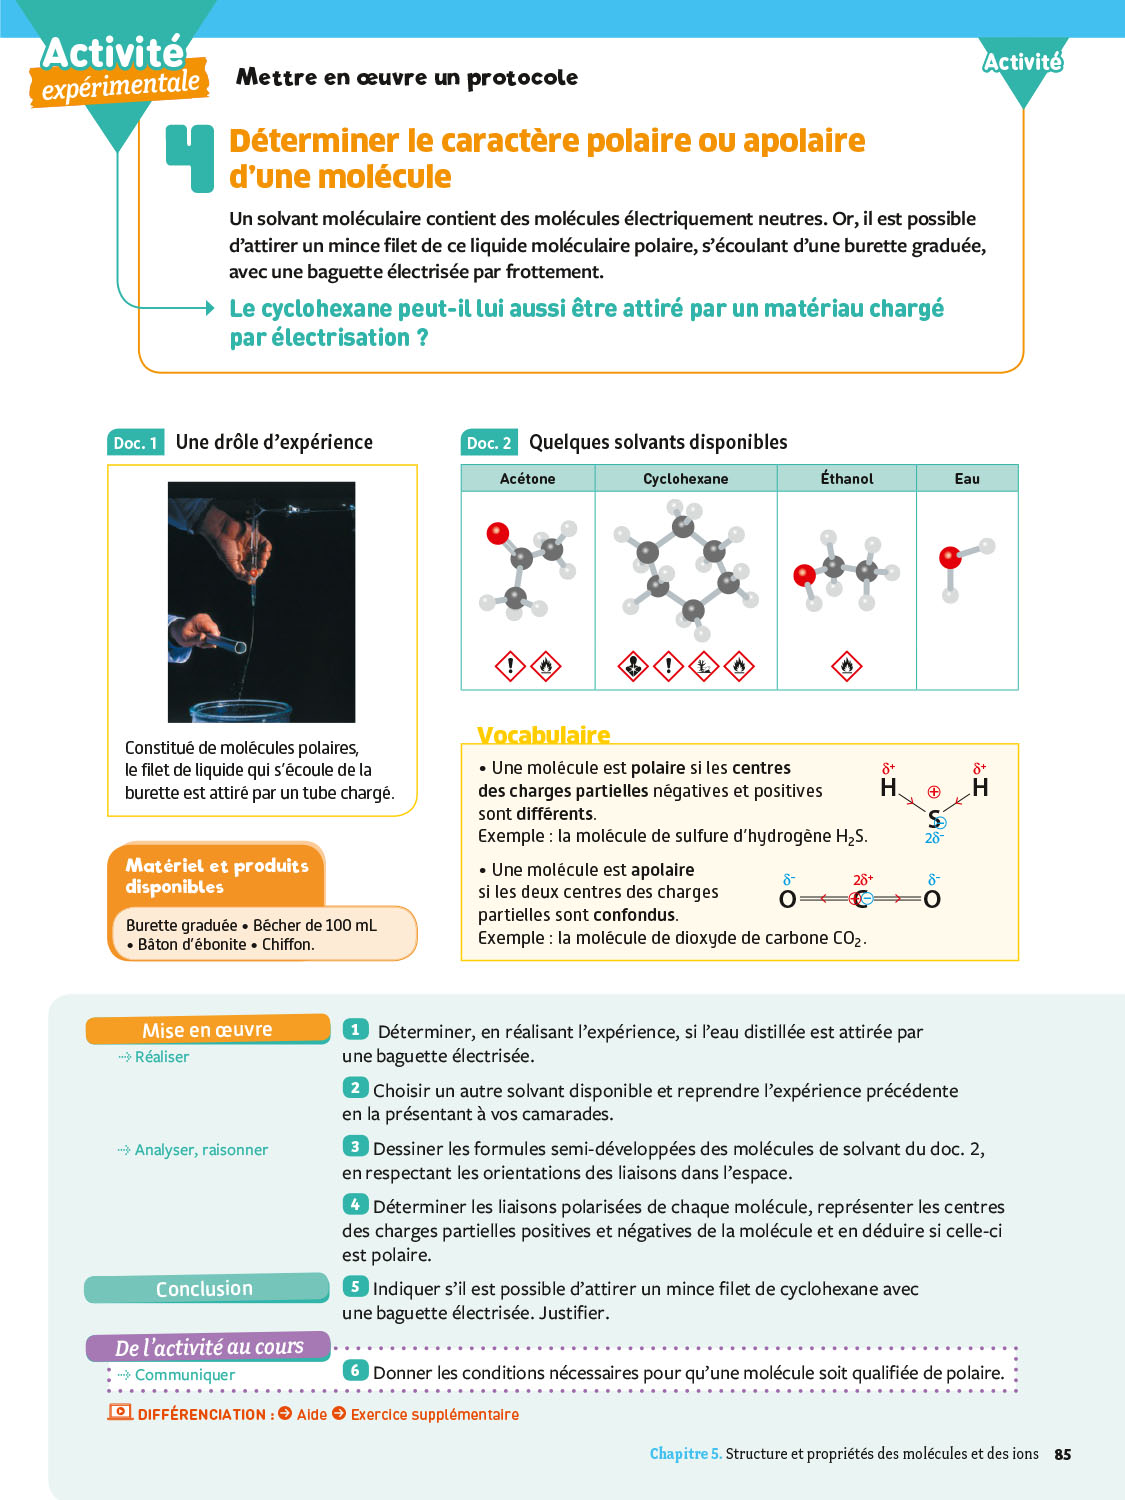 Activité
expérimentale
Mettre en œuvre un protocole
Activité
4
Déterminer le caractère polaire ou apolaire
d'une molécule
Un solvant moléculaire contient des molécules électriquement neutres. Or, il est possible
d'attirer un mince filet de ce liquide moléculaire polaire, s'écoulant d'une burette graduée,
avec une baguette électrisée par frottement.
Le cyclohexane peut-il lui aussi être attiré par un matériau chargé
par électrisation ?
Doc. 1 Une drôle d'expérience
Constitué de molécules polaires,
le filet de liquide qui s'écoule de la
burette est attiré par un tube chargé.
Matériel et produits
disponibles
Burette graduée • Bécher de 100 mL
• Bâton d'ébonite • Chiffon.
Doc. 2 Quelques solvants disponibles
Acétone Cyclohexane Éthanol Eau
Vocabulaire
• Une molécule est polaire si les centres
des charges partielles négatives et positives
sont différents.
Exemple : la molécule de sulfure d'hydrogène H₂S.
δ⁺ δ⁺
H ⊕ H
S ⊖
2δ⁻
• Une molécule est apolaire
si les deux centres des charges
partielles sont confondus.
Exemple : la molécule de dioxyde de carbone CO₂.
δ⁻ 2δ⁺ δ⁻
O ⊕ C ⊖ O
Mise en œuvre
Réaliser
1 Déterminer, en réalisant l'expérience, si l'eau distillée est attirée par
une baguette électrisée.
2 Choisir un autre solvant disponible et reprendre l'expérience précédente
en la présentant à vos camarades.
Analyser, raisonner
3 Dessiner les formules semi-développées des molécules de solvant du doc. 2,
en respectant les orientations des liaisons dans l'espace.
4 Déterminer les liaisons polarisées de chaque molécule, représenter les centres
des charges partielles positives et négatives de la molécule et en déduire si celle-ci
est polaire.
Conclusion
5 Indiquer s'il est possible d'attirer un mince filet de cyclohexane avec
une baguette électrisée. Justifier.
De l'activité au cours
Communiquer
6 Donner les conditions nécessaires pour qu'une molécule soit qualifiée de polaire.
DIFFÉRENCIATION : Aide Exercice supplémentaire
Chapitre 5. Structure et propriétés des molécules et des ions 85